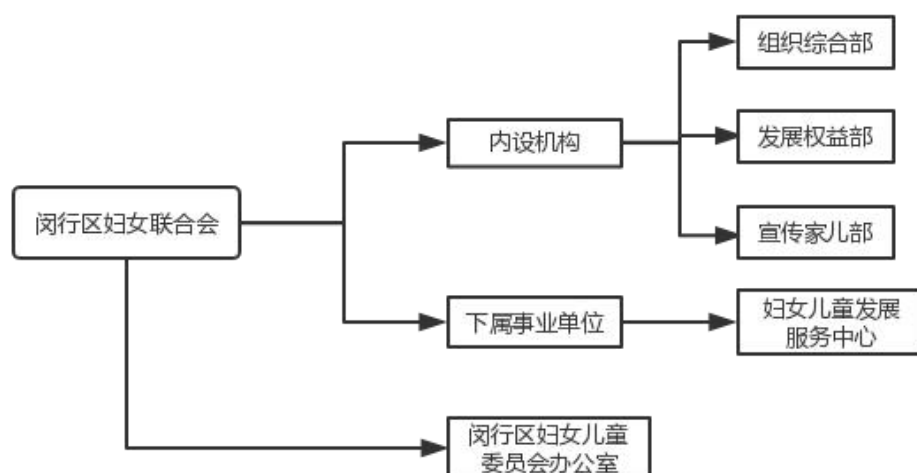 组织综合部
内设机构
发展权益部
闵行区妇女联合会
宣传家儿部
下属事业单位
妇女儿童发展
服务中心
闵行区妇女儿童
委员会办公室